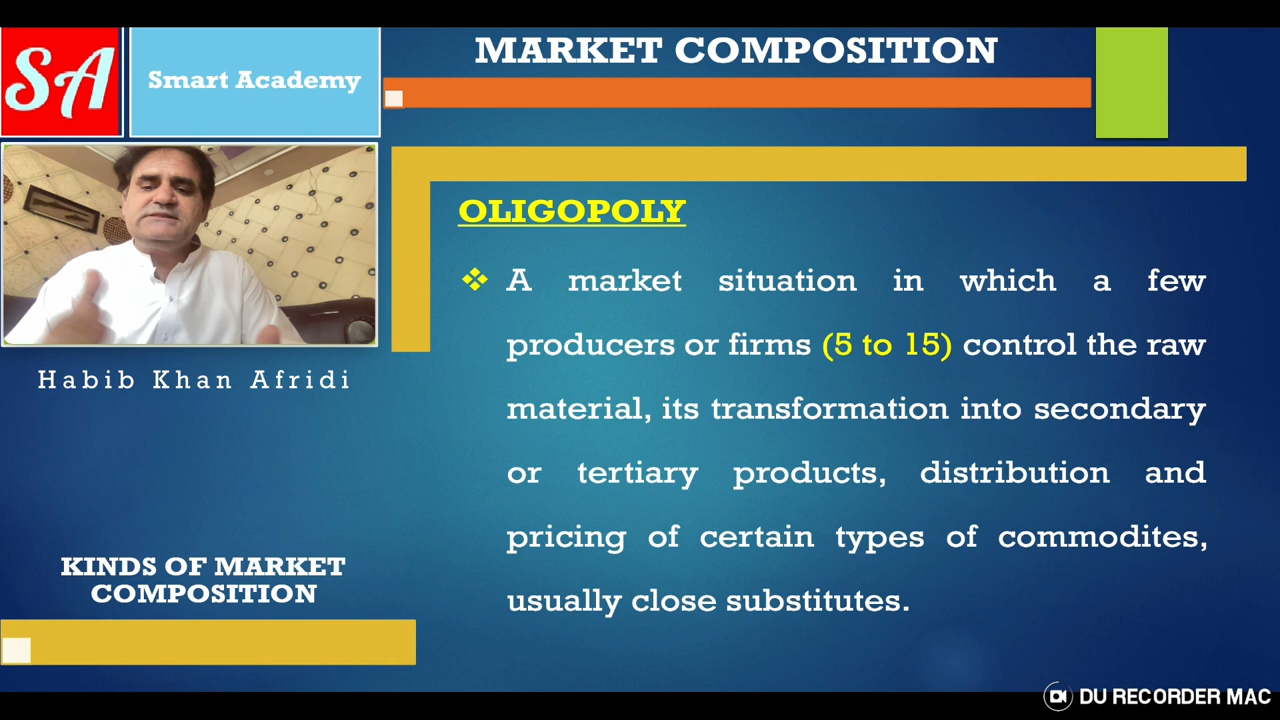 SA
Smart Academy
MARKET COMPOSITION
Habib Khan Afridi
KINDS OF MARKET
COMPOSITION
OLIGOPOLY
❖ A market situation in which a few
producers or firms (5 to 15) control the raw
material, its transformation into secondary
or tertiary products, distribution and
pricing of certain types of commodites,
usually close substitutes.
DU RECORDER MAC